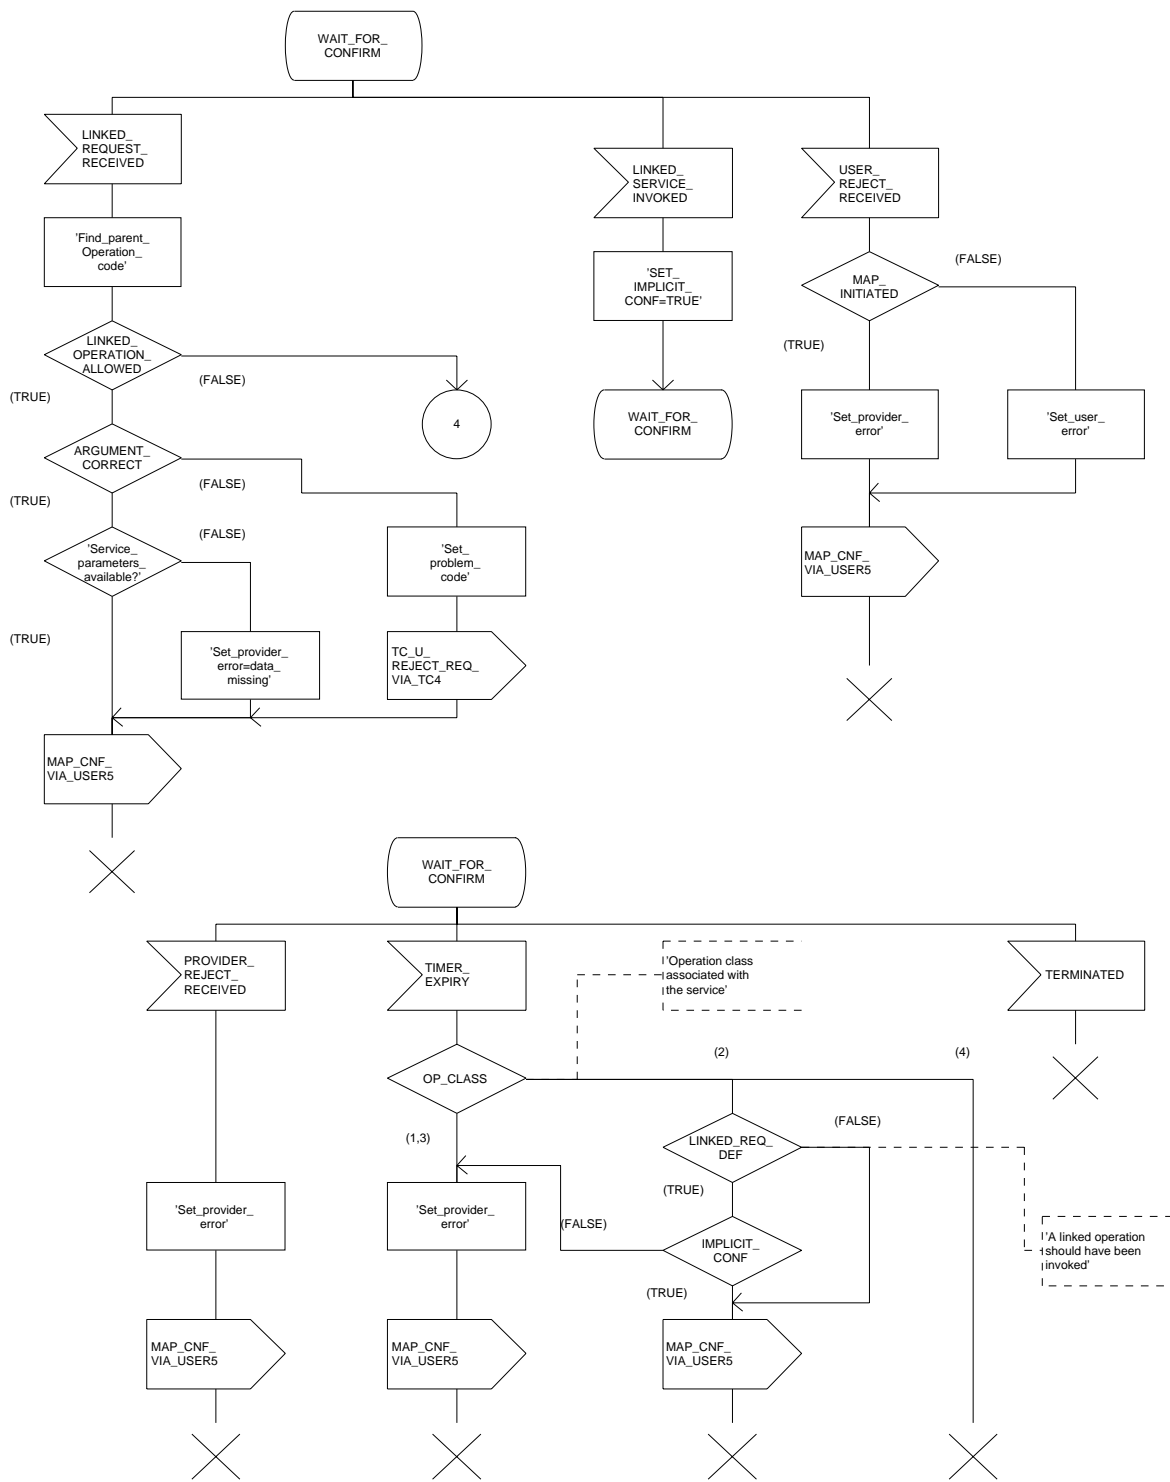 WAIT_FOR_
CONFIRM
LINKED_
REQUEST_
RECEIVED
LINKED_
SERVICE_
INVOKED
USER_
REJECT_
RECEIVED
'Find_parent_
Operation_
code'
'SET_
IMPLICIT_
CONF=TRUE'
MAP_
INITIATED
(FALSE)
(TRUE)
LINKED_
OPERATION_
ALLOWED
(FALSE)
(TRUE)
4
WAIT_FOR_
CONFIRM
'Set_provider_
error'
'Set_user_
error'
ARGUMENT_
CORRECT
(FALSE)
(TRUE)
'Service_
parameters_
available?'
(FALSE)
(TRUE)
'Set_
problem_
code'
MAP_CNF_
VIA_USER5
'Set_provider_
error=data_
missing'
TC_U_
REJECT_REQ_
VIA_TC4
MAP_CNF_
VIA_USER5
WAIT_FOR_
CONFIRM
PROVIDER_
REJECT_
RECEIVED
TIMER_
EXPIRY
'Operation class
associated with
the service'
TERMINATED
OP_CLASS
(2)
(4)
(1,3)
LINKED_REQ_
DEF
(FALSE)
(TRUE)
'Set_provider_
error'
'Set_provider_
error'
(FALSE)
IMPLICIT_
CONF
(TRUE)
'A linked operation
should have been
invoked'
MAP_CNF_
VIA_USER5
MAP_CNF_
VIA_USER5
MAP_CNF_
VIA_USER5